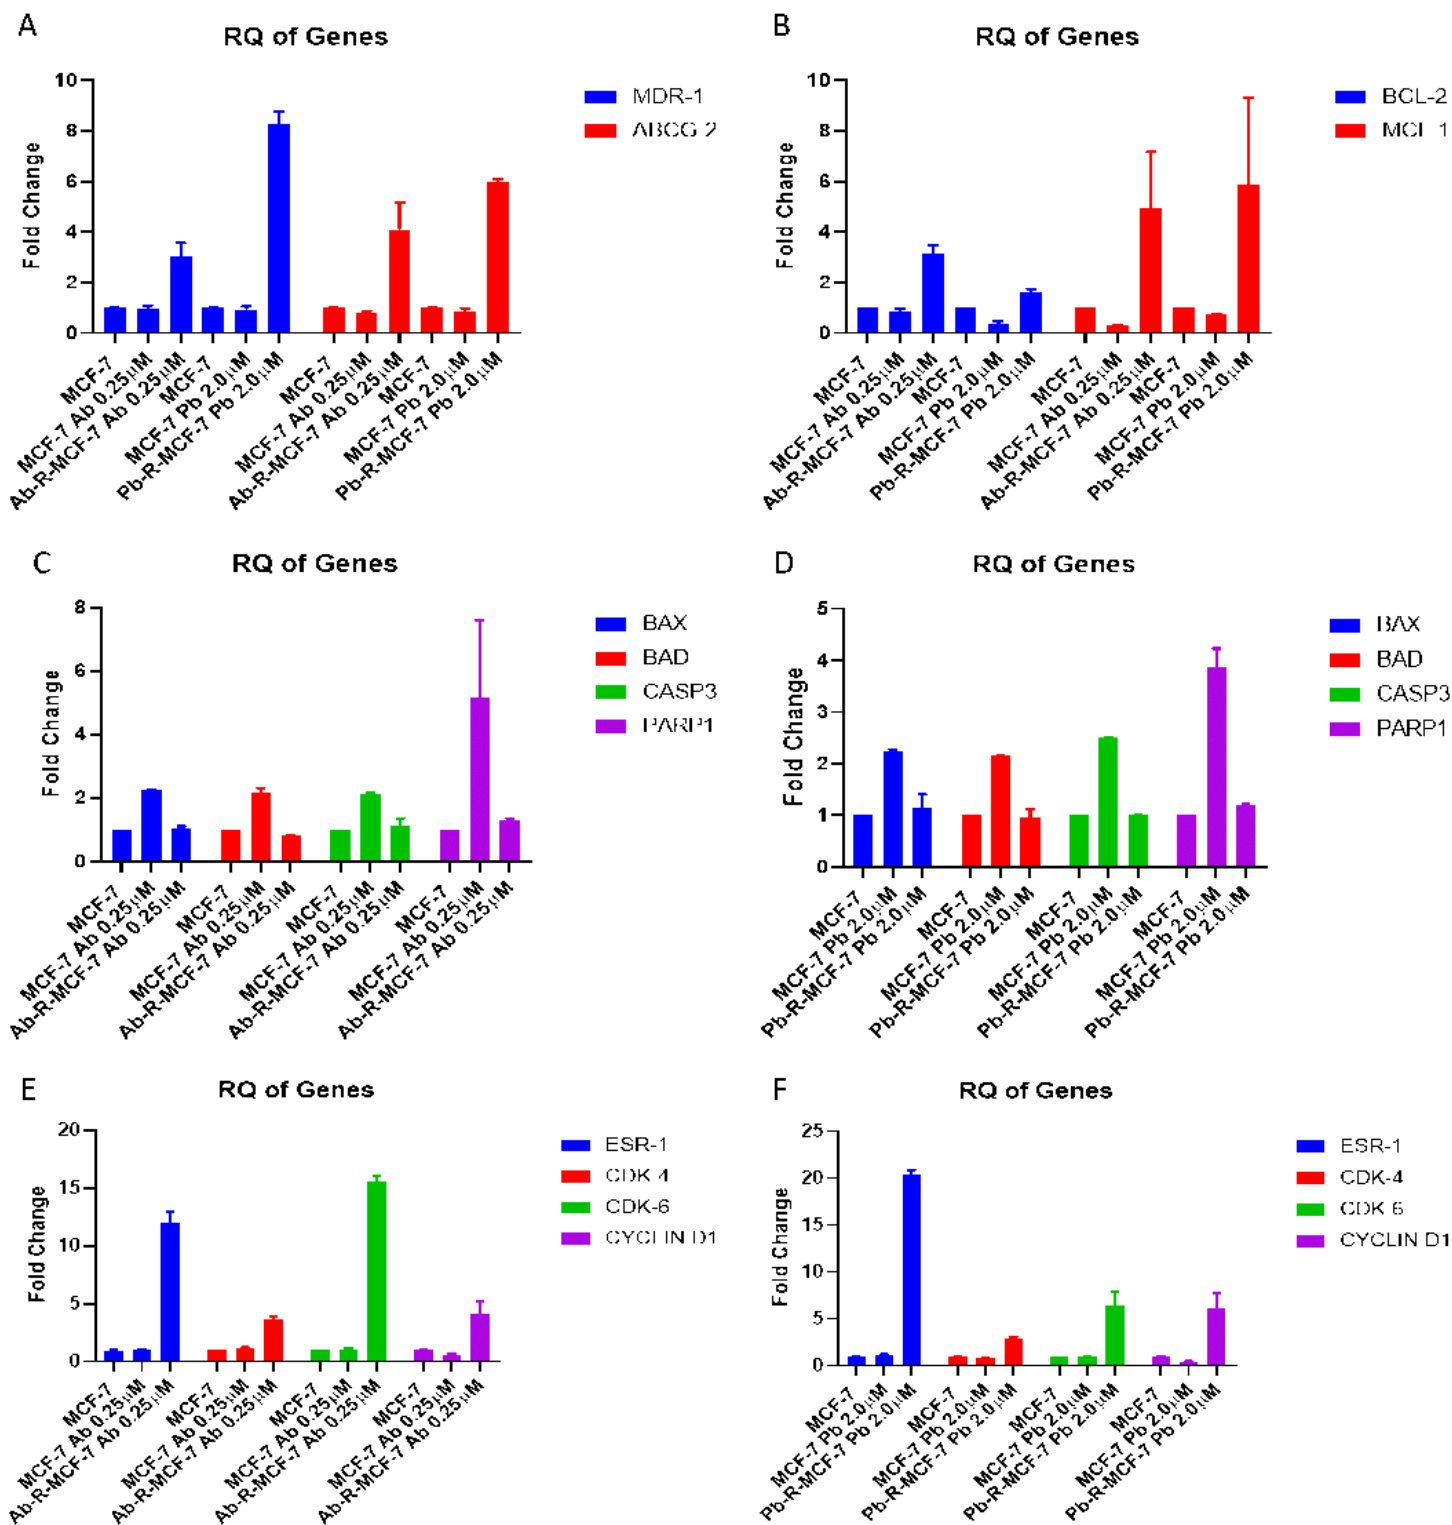 A
RQ of Genes
Fold Change
10
8
6
4
2
0
MCF-7
MCF-7 Ab 0.25µM
Ab-R-MCF-7 Ab 0.25µM
MCF-7
MCF-7 Pb 2.0µM
Pb-R-MCF-7 Pb 2.0µM
MCF-7
MCF-7 Ab 0.25µM
Ab-R-MCF-7 Ab 0.25µM
MCF-7
MCF-7 Pb 2.0µM
Pb-R-MCF-7 Pb 2.0µM
MDR-1
ABCG 2
B
RQ of Genes
Fold Change
10
8
6
4
2
0
MCF-7
MCF-7 Ab 0.25µM
Ab-R-MCF-7 Ab 0.25µM
MCF-7
MCF-7 Pb 2.0µM
Pb-R-MCF-7 Pb 2.0µM
MCF-7
MCF-7 Ab 0.25µM
Ab-R-MCF-7 Ab 0.25µM
MCF-7
MCF-7 Pb 2.0µM
Pb-R-MCF-7 Pb 2.0µM
BCL-2
MCL 1
C
RQ of Genes
Fold Change
8
6
4
2
0
MCF-7
MCF-7 Ab 0.25µM
Ab-R-MCF-7 Ab 0.25µM
MCF-7
MCF-7 Ab 0.25µM
Ab-R-MCF-7 Ab 0.25µM
MCF-7
MCF-7 Ab 0.25µM
Ab-R-MCF-7 Ab 0.25µM
MCF-7
MCF-7 Ab 0.25µM
Ab-R-MCF-7 Ab 0.25µM
BAX
BAD
CASP3
PARP1
D
RQ of Genes
Fold Change
5
4
3
2
1
0
MCF-7
MCF-7 Pb 2.0µM
Pb-R-MCF-7 Pb 2.0µM
MCF-7
MCF-7 Pb 2.0µM
Pb-R-MCF-7 Pb 2.0µM
MCF-7
MCF-7 Pb 2.0µM
Pb-R-MCF-7 Pb 2.0µM
MCF-7
MCF-7 Pb 2.0µM
Pb-R-MCF-7 Pb 2.0µM
BAX
BAD
CASP3
PARP1
E
RQ of Genes
Fold Change
20
15
10
5
0
MCF-7
MCF-7 Ab 0.25µM
Ab-R-MCF-7 Ab 0.25µM
MCF-7
MCF-7 Ab 0.25µM
Ab-R-MCF-7 Ab 0.25µM
MCF-7
MCF-7 Ab 0.25µM
Ab-R-MCF-7 Ab 0.25µM
MCF-7
MCF-7 Ab 0.25µM
Ab-R-MCF-7 Ab 0.25µM
ESR-1
CDK 4
CDK-6
CYCLIN D1
F
RQ of Genes
Fold Change
25
20
15
10
5
0
MCF-7
MCF-7 Pb 2.0µM
Pb-R-MCF-7 Pb 2.0µM
MCF-7
MCF-7 Pb 2.0µM
Pb-R-MCF-7 Pb 2.0µM
MCF-7
MCF-7 Pb 2.0µM
Pb-R-MCF-7 Pb 2.0µM
MCF-7
MCF-7 Pb 2.0µM
Pb-R-MCF-7 Pb 2.0µM
ESR-1
CDK-4
CDK 6
CYCLIN D1